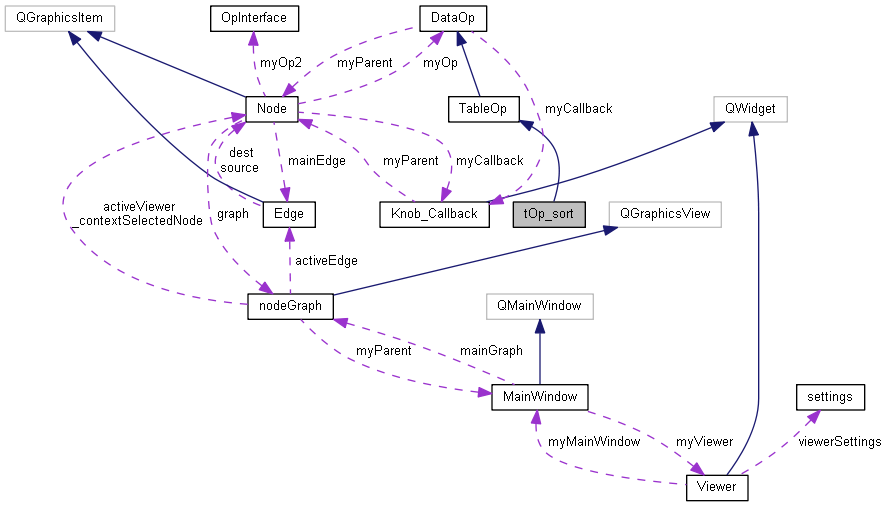 QGraphicsItem
OpInterface
DataOp
myOp2
myParent
myOp
Node
TableOp
myCallback
QWidget
dest
source
mainEdge
myParent
myCallback
activeViewer
_contextSelectedNode
graph
Edge
Knob_Callback
tOp_sort
QGraphicsView
activeEdge
nodeGraph
QMainWindow
myParent
mainGraph
MainWindow
settings
myMainWindow
myViewer
viewerSettings
Viewer